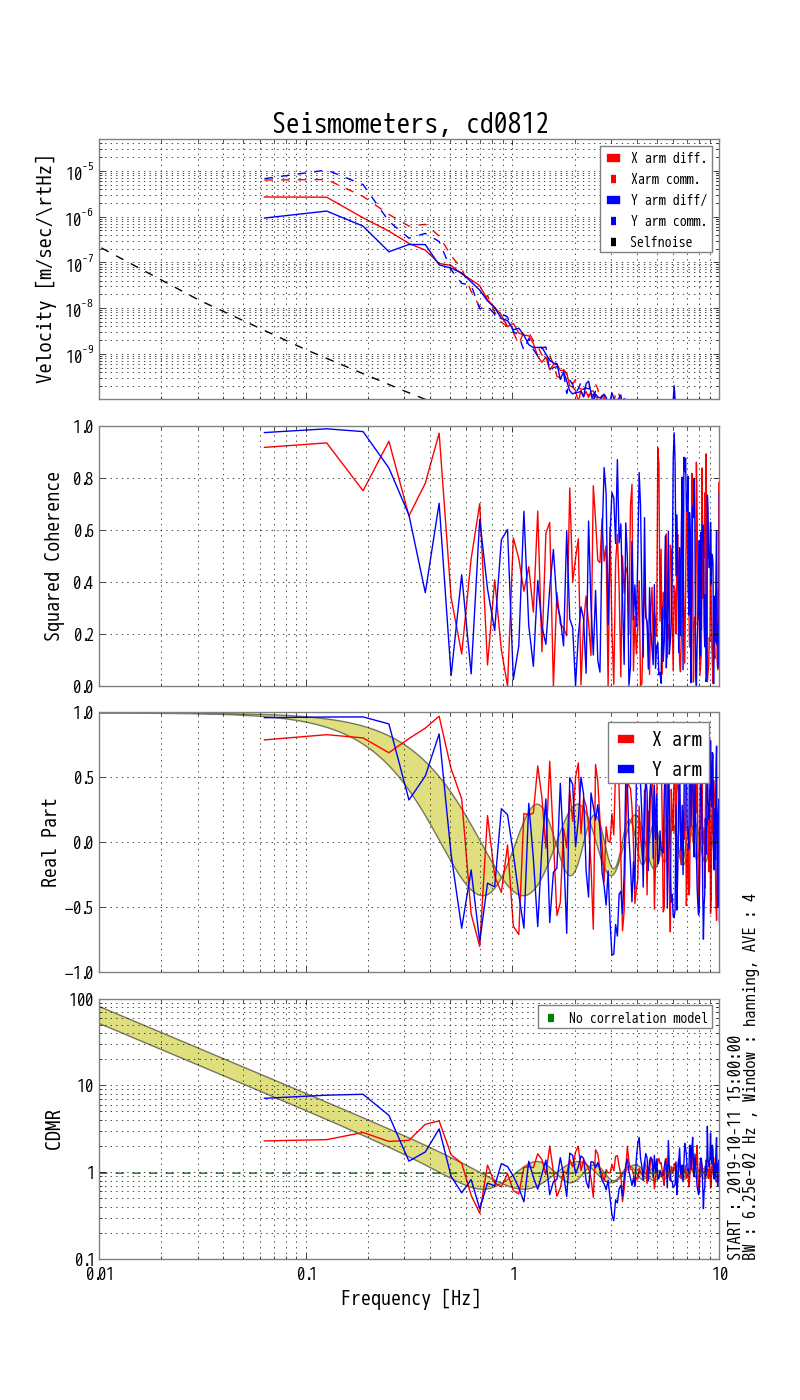 Seismometers, cd0812
Velocity [m/sec/\rtHz]
10^-5
10^-6
10^-7
10^-8
10^-9
X arm diff.
Xarm comm.
Y arm diff/
Y arm comm.
Selfnoise
Squared Coherence
1.0
0.8
0.6
0.4
0.2
0.0
Real Part
1.0
0.5
0.0
−0.5
−1.0
X arm
Y arm
CDMR
100
10
1
0.1
No correlation model
0.01
0.1
1
10
Frequency [Hz]
START : 2019-10-11 15:00:00
BW : 6.25e-02 Hz , Window : hanning, AVE : 4